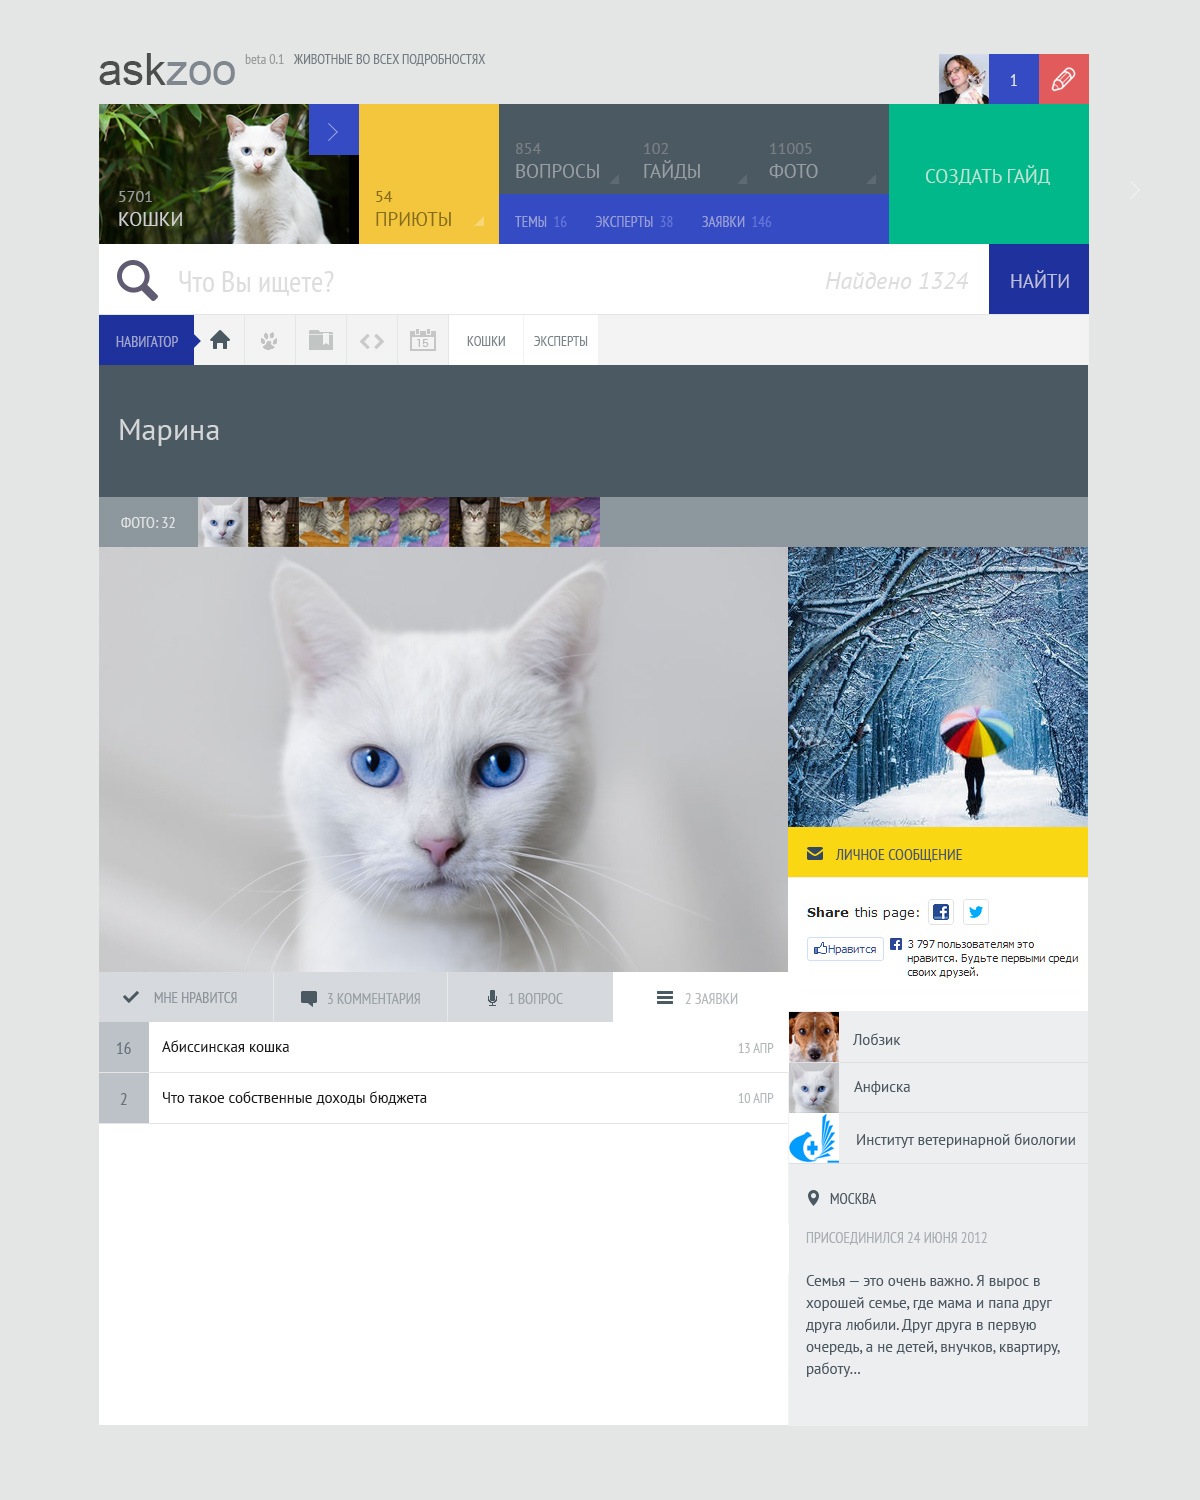 askzoo beta 0.1 ЖИВОТНЫЕ ВО ВСЕХ ПОДРОБНОСТЯХ
1
5701
КОШКИ
54
ПРИЮТЫ
854
ВОПРОСЫ
102
ГАЙДЫ
11005
ФОТО
ТЕМЫ 16 ЭКСПЕРТЫ 38 ЗАЯВКИ 146
СОЗДАТЬ ГАЙД
Что Вы ищете? Найдено 1324 НАЙТИ
НАВИГАТОР 15 КОШКИ ЭКСПЕРТЫ
Марина
ФОТО: 32
ЛИЧНОЕ СООБЩЕНИЕ
Share this page:
Нравится
3 797 пользователям это
нравится. Будьте первыми среди
своих друзей.
МНЕ НРАВИТСЯ 3 КОММЕНТАРИЯ 1 ВОПРОС 2 ЗАЯВКИ
16 Абиссинская кошка 13 АПР
2 Что такое собственные доходы бюджета 10 АПР
Лобзик
Анфиска
Институт ветеринарной биологии
МОСКВА
ПРИСОЕДИНИЛСЯ 24 ИЮНЯ 2012
Семья — это очень важно. Я вырос в
хорошей семье, где мама и папа друг
друга любили. Друг друга в первую
очередь, а не детей, внучков, квартиру,
работу...